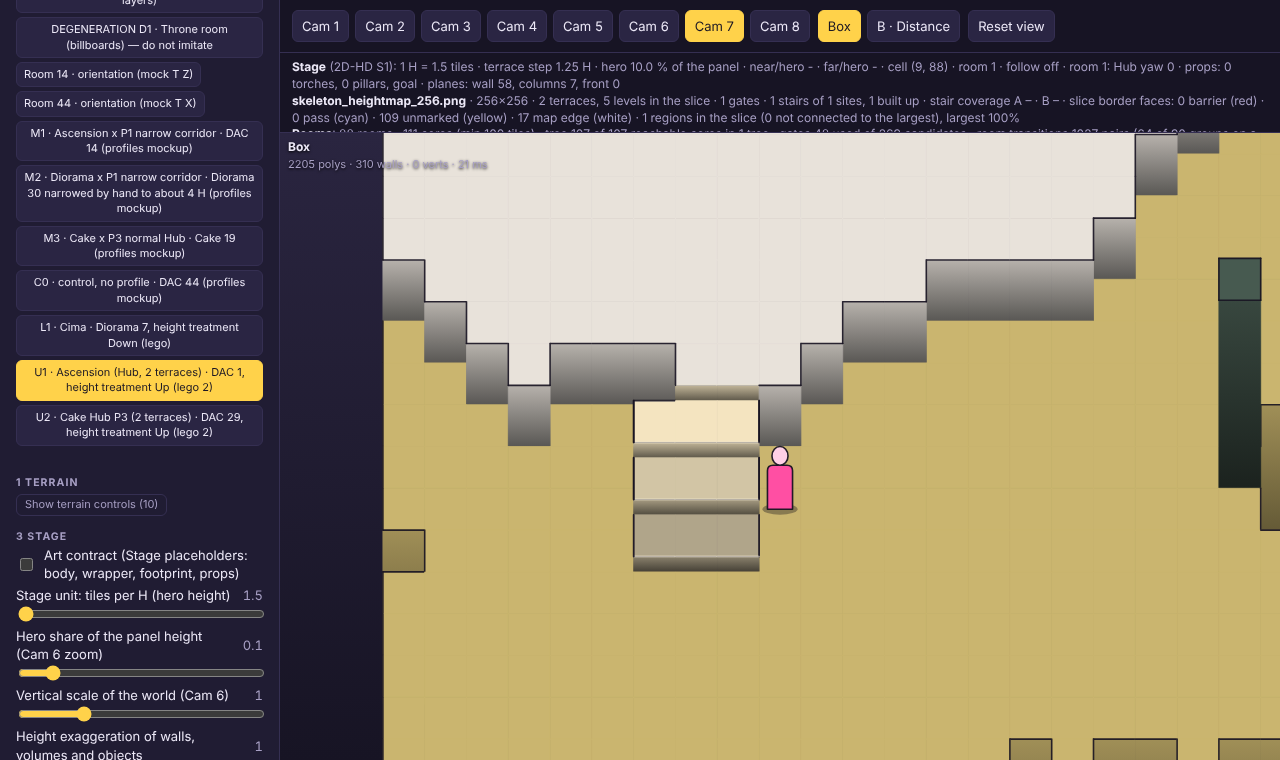 layers)
DEGENERATION D1 · Throne room
(billboards) — do not imitate
Room 14 · orientation (mock T Z)
Room 44 · orientation (mock T X)
M1 · Ascension x P1 narrow corridor · DAC
14 (profiles mockup)
M2 · Diorama x P1 narrow corridor · Diorama
30 narrowed by hand to about 4 H (profiles
mockup)
M3 · Cake x P3 normal Hub · Cake 19
(profiles mockup)
C0 · control, no profile · DAC 44 (profiles
mockup)
L1 · Cima · Diorama 7, height treatment
Down (lego)
U1 · Ascension (Hub, 2 terraces) · DAC 1,
height treatment Up (lego 2)
U2 · Cake Hub P3 (2 terraces) · DAC 29,
height treatment Up (lego 2)
1 TERRAIN
Show terrain controls (10)
3 STAGE
Art contract (Stage placeholders:
body, wrapper, footprint, props)
Stage unit: tiles per H (hero height) 1.5
Hero share of the panel height
(Cam 6 zoom) 0.1
Vertical scale of the world (Cam 6) 1
Height exaggeration of walls,
volumes and objects 1
Cam 1 Cam 2 Cam 3 Cam 4 Cam 5 Cam 6 Cam 7 Cam 8 Box B · Distance Reset view
Stage (2D-HD S1): 1 H = 1.5 tiles · terrace step 1.25 H · hero 10.0 % of the panel · near/hero - · far/hero - · cell (9, 88) · room 1 · follow off · room 1: Hub yaw 0 · props: 0
torches, 0 pillars, goal · planes: wall 58, columns 7, front 0
skeleton_heightmap_256.png · 256×256 · 2 terraces, 5 levels in the slice · 1 gates · 1 stairs of 1 sites, 1 built up · stair coverage A – · B – · slice border faces: 0 barrier (red) ·
0 pass (cyan) · 109 unmarked (yellow) · 17 map edge (white) · 1 regions in the slice (0 not connected to the largest), largest 100%
Box
2205 polys · 310 walls · 0 verts · 21 ms